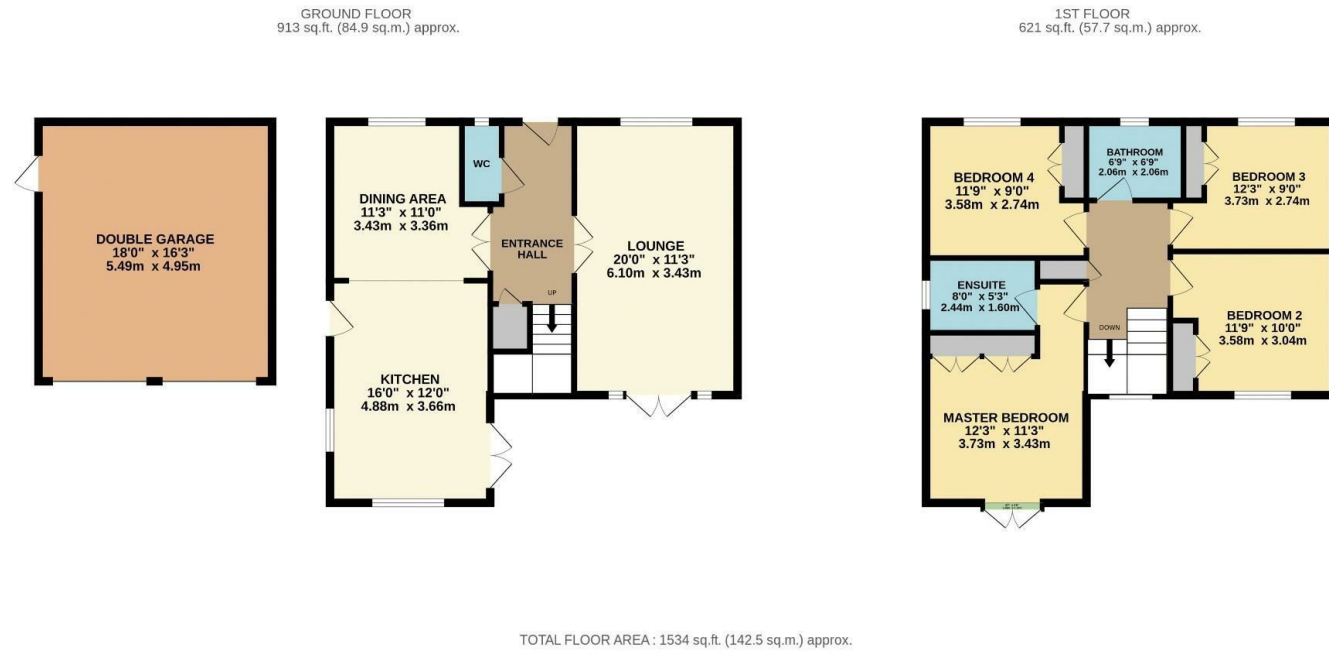 GROUND FLOOR
913 sq.ft. (84.9 sq.m.) approx.
1ST FLOOR
621 sq.ft. (57.7 sq.m.) approx.
DOUBLE GARAGE
18'0" x 16'3"
5.49m x 4.95m
WC
DINING AREA
11'3" x 11'0"
3.43m x 3.36m
ENTRANCE
HALL
UP
LOUNGE
20'0" x 11'3"
6.10m x 3.43m
KITCHEN
16'0" x 12'0"
4.88m x 3.66m
BEDROOM 4
11'9" x 9'0"
3.58m x 2.74m
BATHROOM
6'9" x 6'9"
2.06m x 2.06m
BEDROOM 3
12'3" x 9'0"
3.73m x 2.74m
ENSUITE
8'0" x 5'3"
2.44m x 1.60m
DOWN
BEDROOM 2
11'9" x 10'0"
3.58m x 3.04m
MASTER BEDROOM
12'3" x 11'3"
3.73m x 3.43m
TOTAL FLOOR AREA : 1534 sq.ft. (142.5 sq.m.) approx.